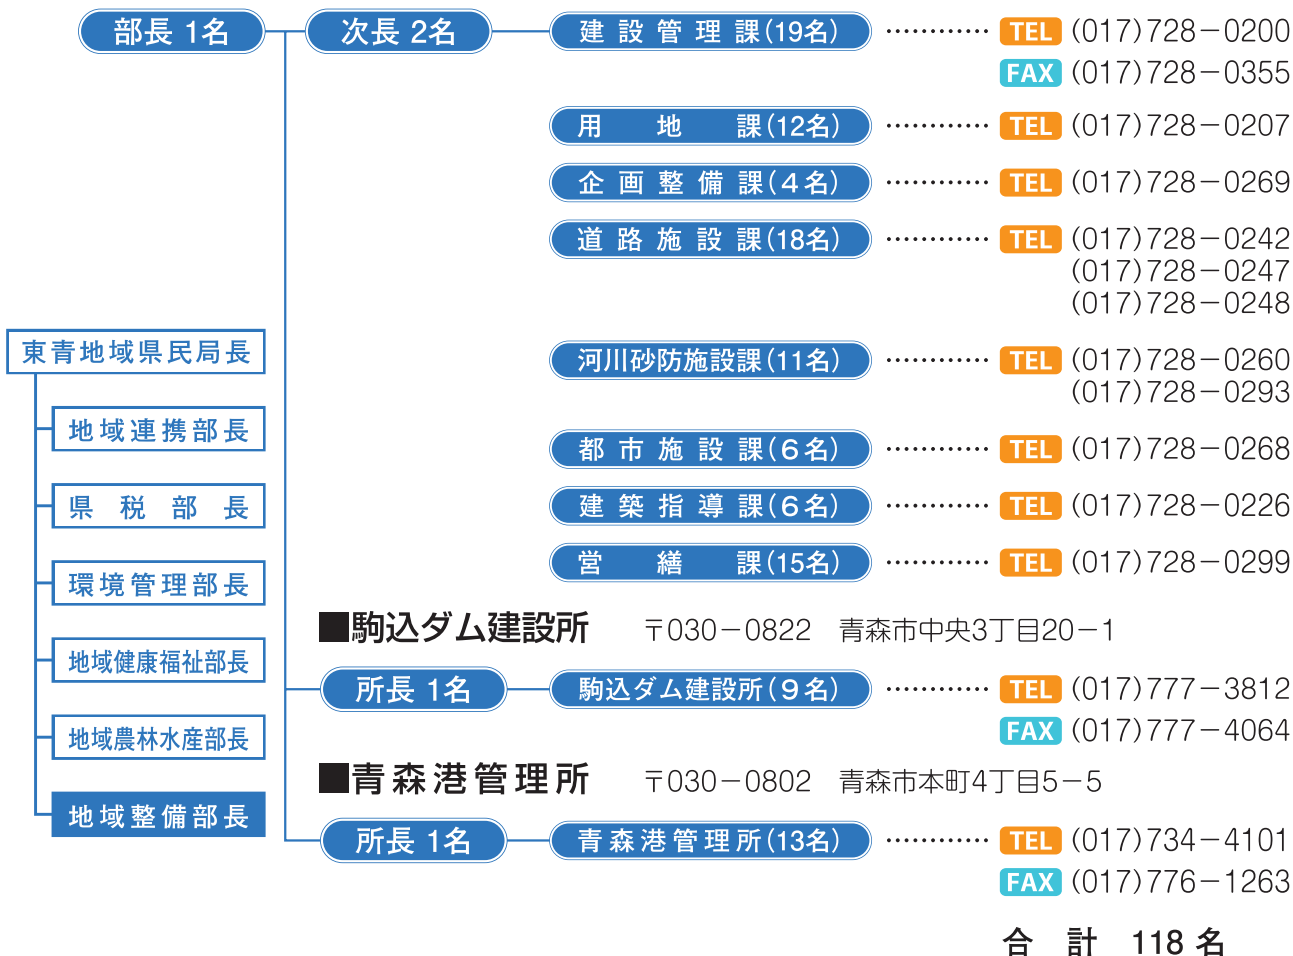 部長 1名　次長 2名　建設管理課(19名) ………… TEL (017)728−0200
FAX (017)728−0355
用地課(12名) ………… TEL (017)728−0207
企画整備課(4名) ………… TEL (017)728−0269
道路施設課(18名) ………… TEL (017)728−0242
(017)728−0247
(017)728−0248
河川砂防施設課(11名) ………… TEL (017)728−0260
(017)728−0293
都市施設課(6名) ………… TEL (017)728−0268
建築指導課(6名) ………… TEL (017)728−0226
営繕課(15名) ………… TEL (017)728−0299
東青地域県民局長
地域連携部長
県税部長
環境管理部長
地域健康福祉部長
地域農林水産部長
地域整備部長
■駒込ダム建設所　〒030−0822　青森市中央3丁目20−1
所長 1名　駒込ダム建設所(9名) ………… TEL (017)777−3812
FAX (017)777−4064
■青森港管理所　〒030−0802　青森市本町4丁目5−5
所長 1名　青森港管理所(13名) ………… TEL (017)734−4101
FAX (017)776−1263
合　計　118 名